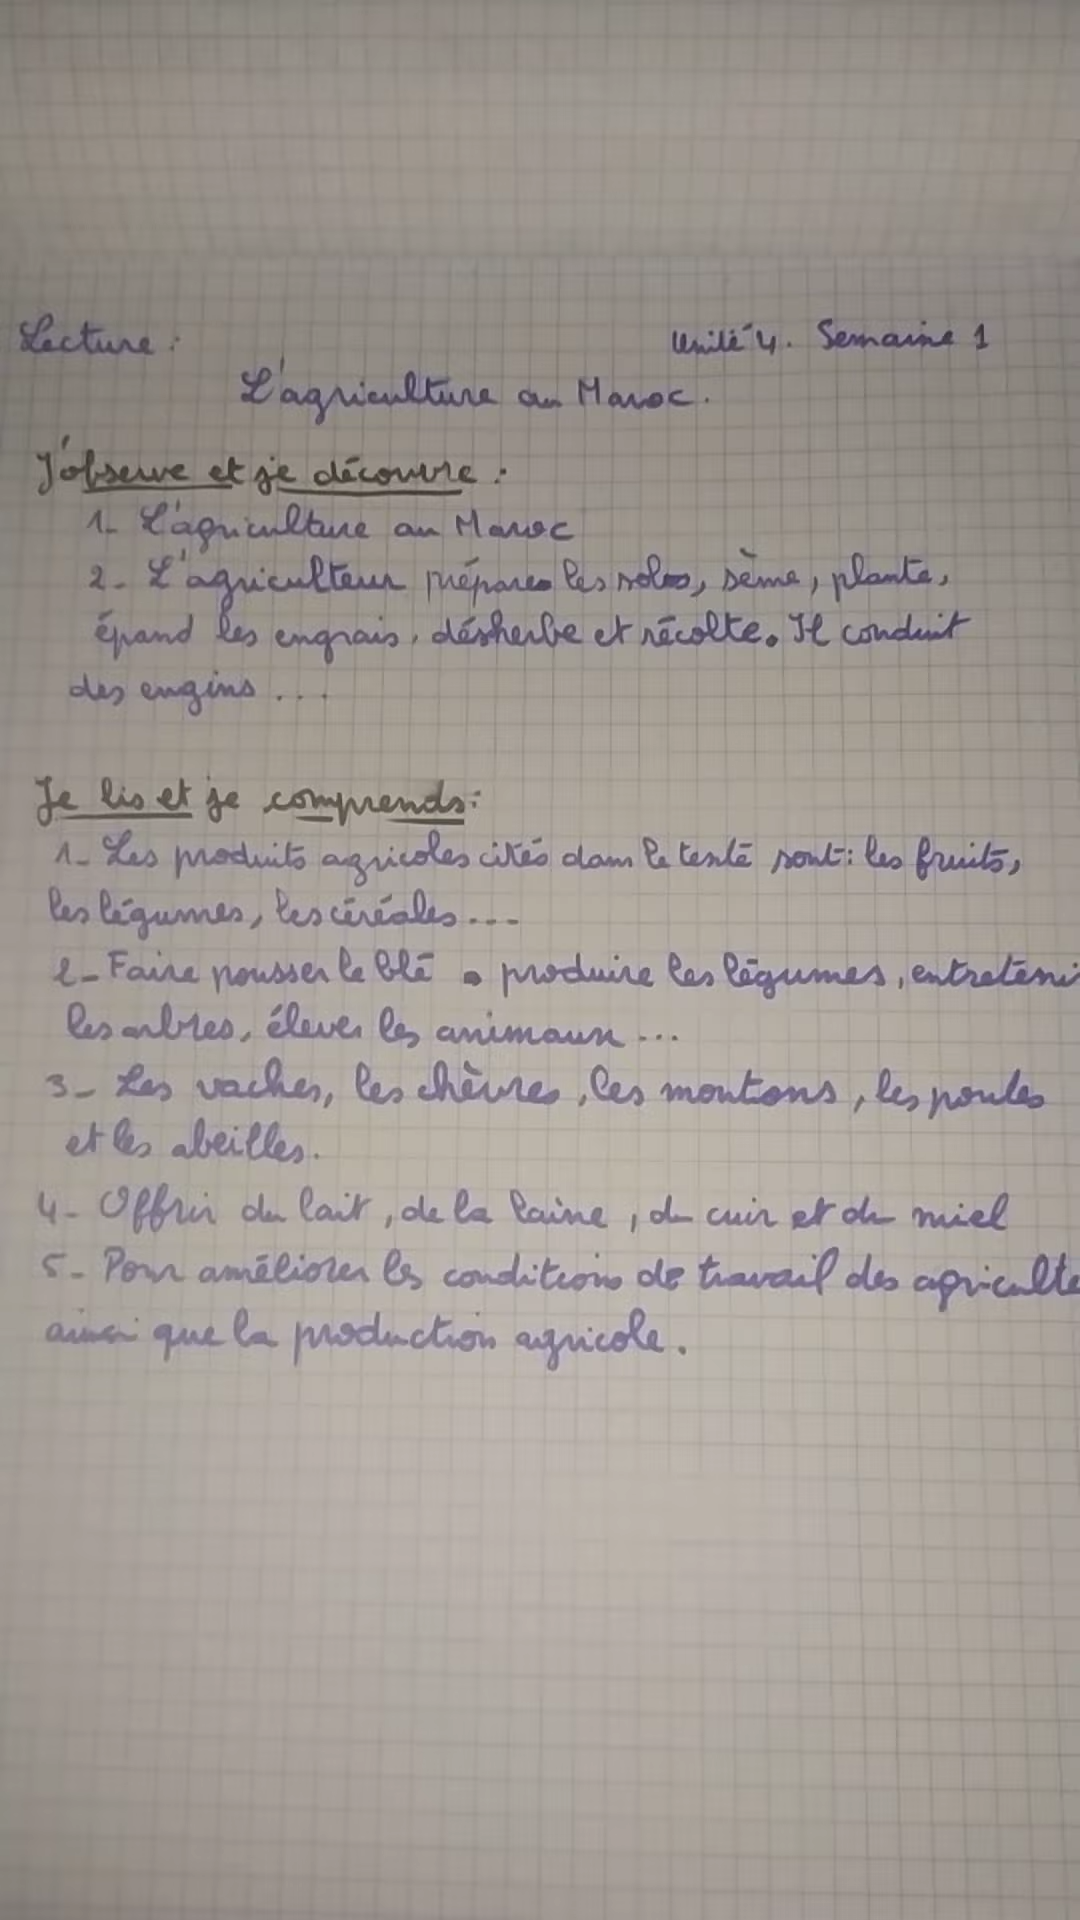 Lecture :
Unité 4. Semaine 1
L'agriculture au Maroc.
J'observe et je découvre :
1- L'agriculture au Maroc
2- L'agriculteur prépare les sols, sème, plante,
épand les engrais, désherbe et récolte. Il conduit
des engins ...
Je lis et je comprends:
1- Les produits agricoles cités dans le texte sont: les fruits,
les légumes, les céréales ...
2- Faire pousser le blé . produire les légumes, entreteni
les arbres, élever les animaux ...
3- Les vaches, les chèvres, les moutons, les poules
et les abeilles.
4- Offrir du lait, de la laine, du cuir et du miel
5- Pour améliorer les conditions de travail des agriculte
ainsi que la production agricole.